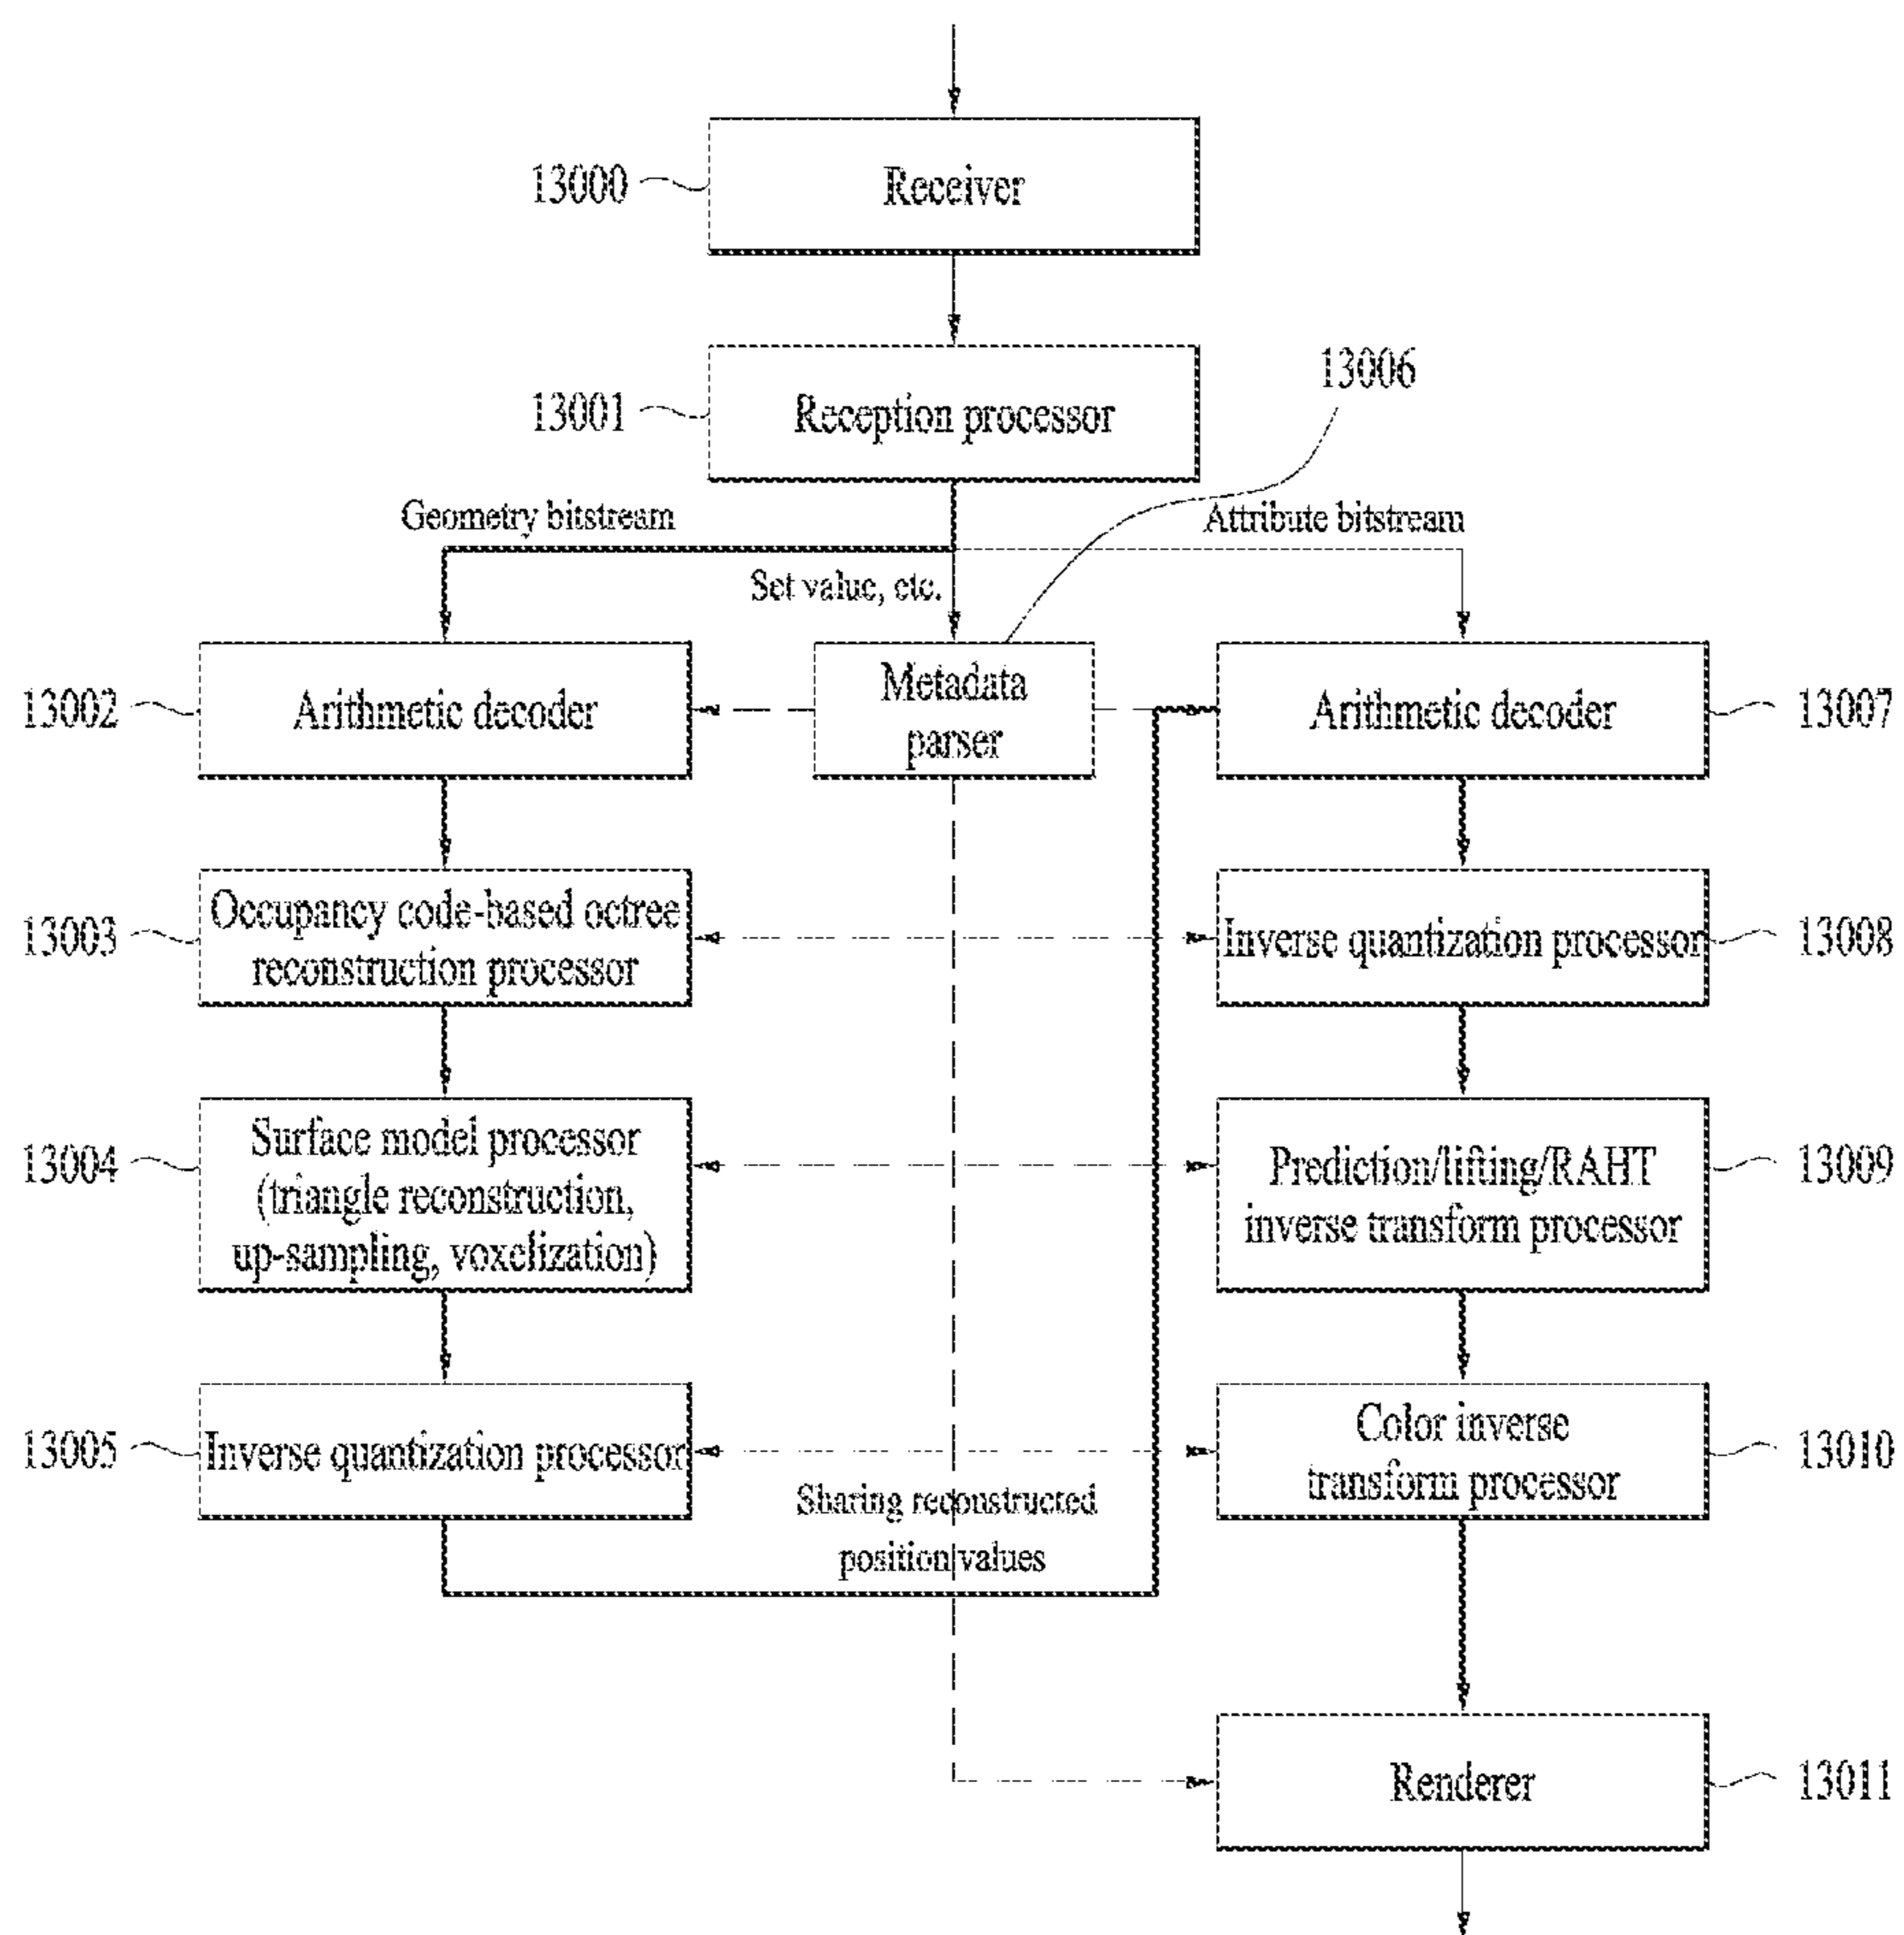 13000
Receiver
13001
Reception processor
13006
Geometry bitstream
Attribute bitstream
Set value, etc.
13002
Arithmetic decoder
Metadata
parser
Arithmetic decoder
13007
13003
Occupancy code-based octree
reconstruction processor
Inverse quantization processor
13008
13004
Surface model processor
(triangle reconstruction,
up-sampling, voxelization)
Prediction/lifting/RAHT
inverse transform processor
13009
13005
Inverse quantization processor
Color inverse
transform processor
13010
Sharing reconstructed
position values
Renderer
13011